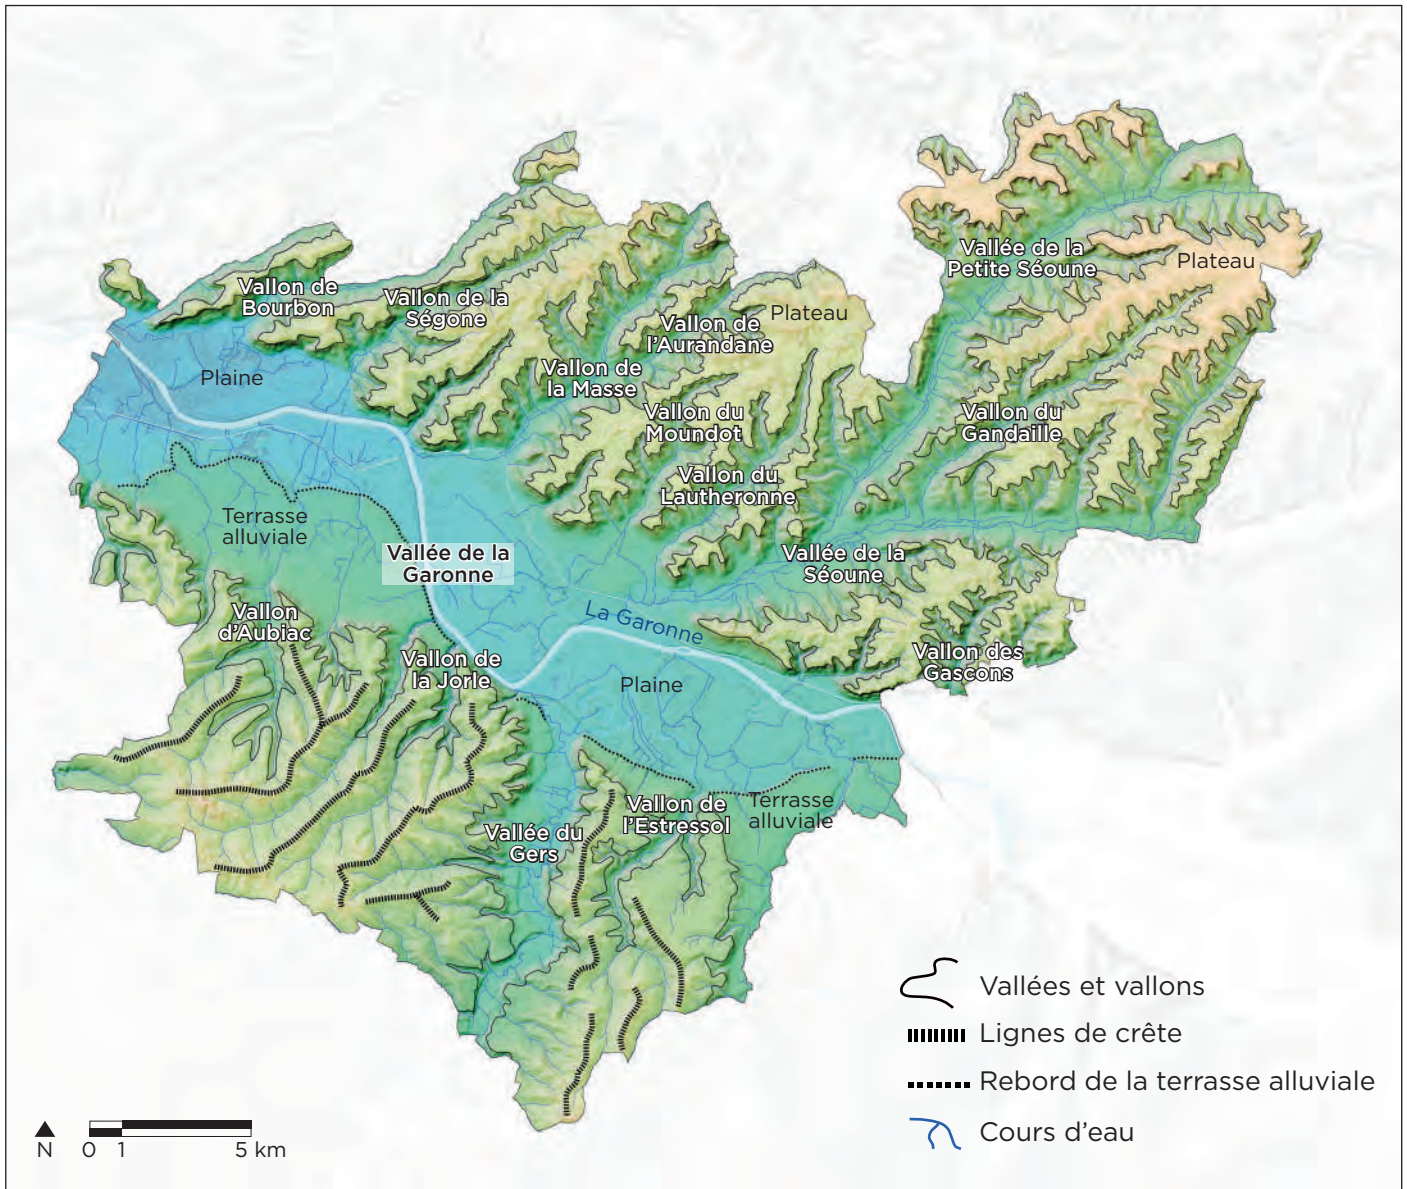 Vallée de la
Petite Séoune
Plateau
Vallon de
Bourbon
Vallon de la
Ségone
Plateau
Vallon de
l'Aurandane
Plaine
Vallon de
la Masse
Vallon du
Moundot
Vallon du
Gandaille
Vallon du
Lautheronne
Terrasse
alluviale
Vallée de la
Garonne
Vallée de la
Séoune
Vallon
d'Aubiac
La Garonne
Vallon de
la Jorle
Plaine
Vallon des
Gascons
Vallon de
l'Estressol
Terrasse
alluviale
Vallée du
Gers
Vallées et vallons
Lignes de crête
Rebord de la terrasse alluviale
Cours d'eau
N 0 1 5 km